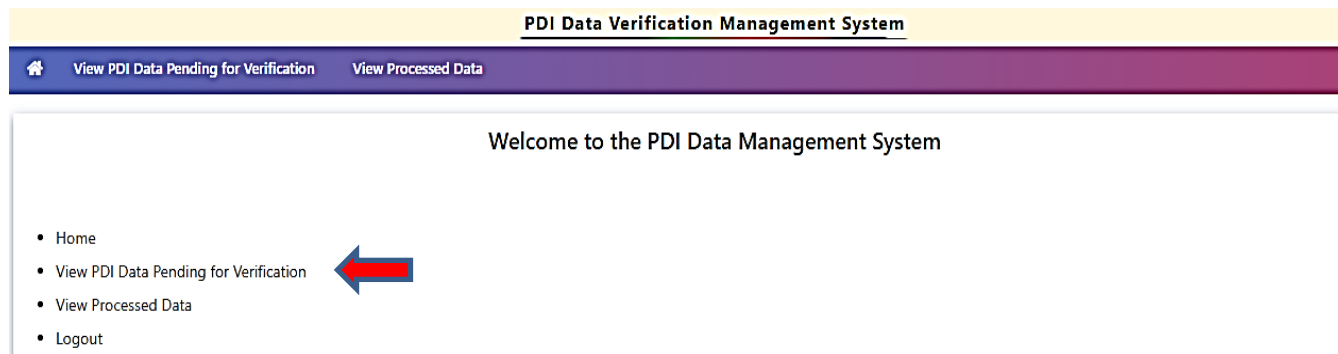 PDI Data Verification Management System
View PDI Data Pending for Verification View Processed Data
Welcome to the PDI Data Management System
Home
View PDI Data Pending for Verification
View Processed Data
Logout